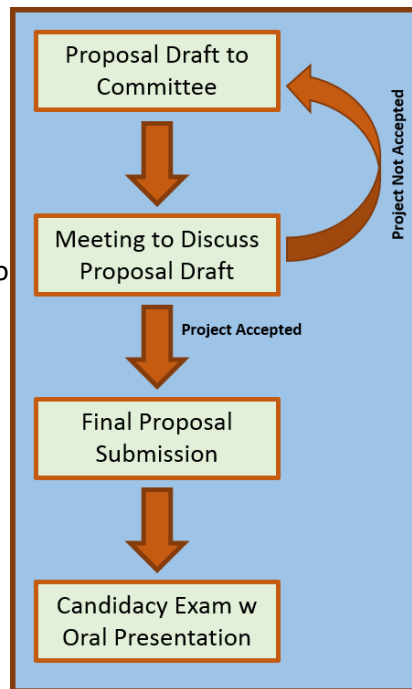 Proposal Draft to
Committee
Project Not Accepted
Meeting to Discuss
Proposal Draft
o
Project Accepted
Final Proposal
Submission
Candidacy Exam w
Oral Presentation